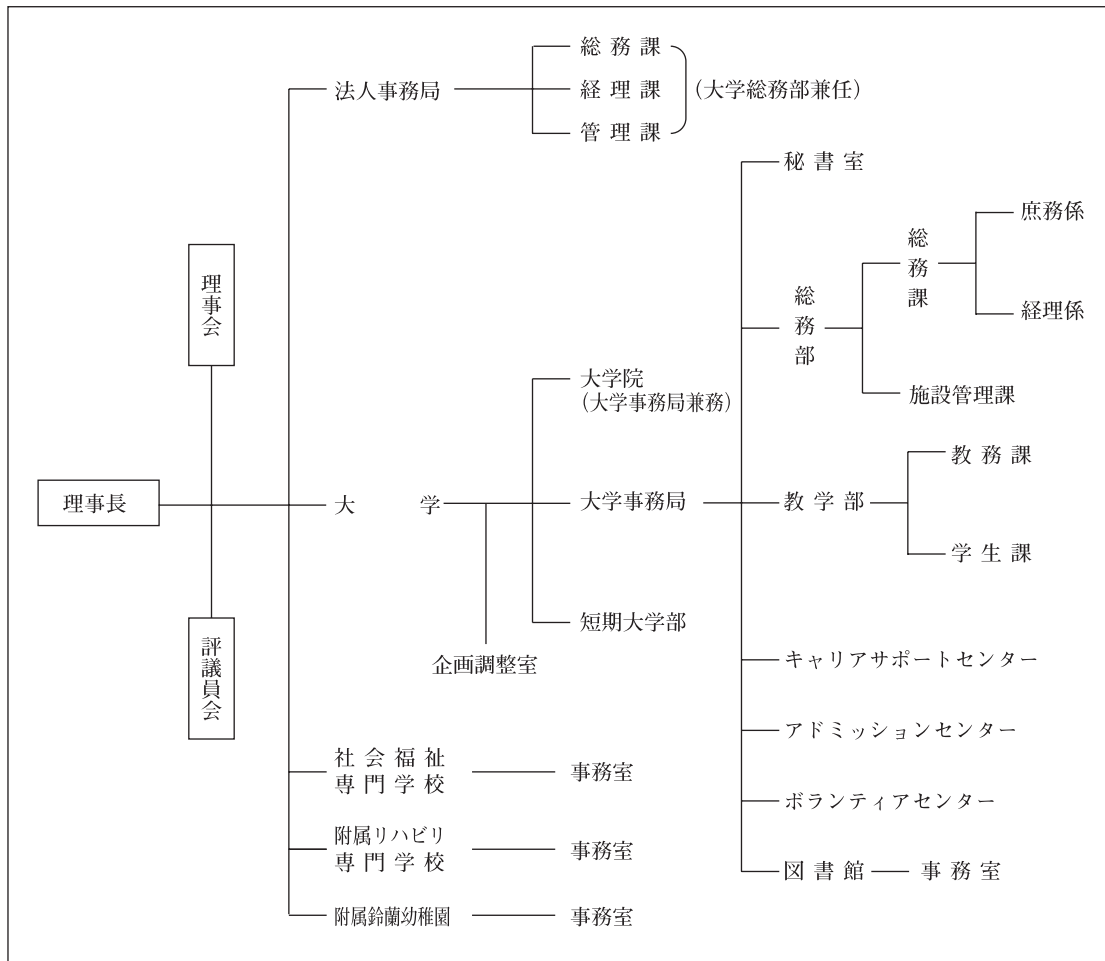 理事長
理事会
評議員会
法人事務局
総務課
経理課
管理課
（大学総務部兼任）
大学
企画調整室
大学院
（大学事務局兼務）
大学事務局
短期大学部
秘書室
総務部
総務課
庶務係
経理係
施設管理課
教学部
教務課
学生課
キャリアサポートセンター
アドミッションセンター
ボランティアセンター
図書館
事務室
社会福祉
専門学校
事務室
附属リハビリ
専門学校
事務室
附属鈴蘭幼稚園
事務室